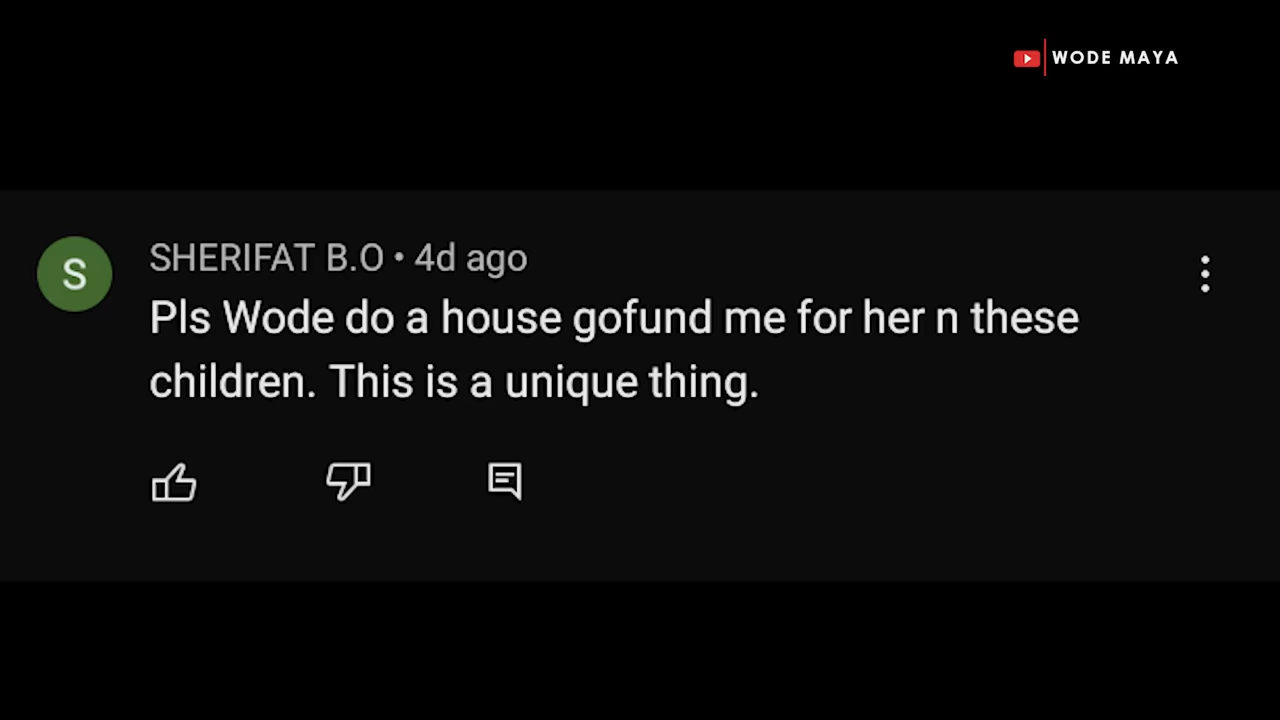 WODE MAYA
S
SHERIFAT B.O • 4d ago
Pls Wode do a house gofund me for her n these
children. This is a unique thing.